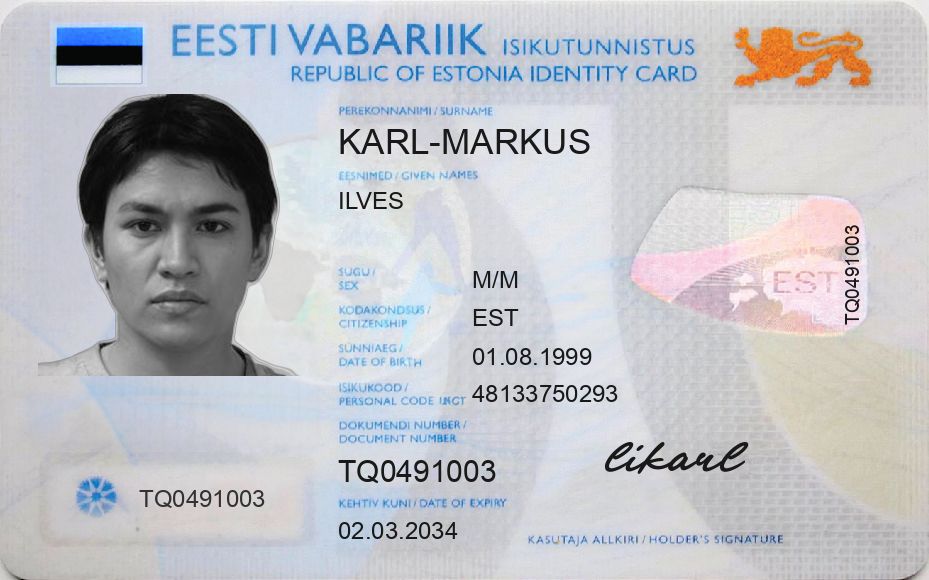 EESTI VABARIIK ISIKUTUNNISTUS
REPUBLIC OF ESTONIA IDENTITY CARD
PEREKONNANIMI / SURNAME
KARL-MARKUS
EESNIMED / GIVEN NAMES
ILVES
SUGU /
SEX
M/M
KODAKONDSUS /
CITIZENSHIP
EST
SÜNNIAEG /
DATE OF BIRTH
01.08.1999
ISIKUKOOD /
PERSONAL CODE
48133750293
DOKUMENDI NUMBER /
DOCUMENT NUMBER
TQ0491003
KEHTIV KUNI / DATE OF EXPIRY
02.03.2034
TQ0491003
EST
TQ0491003
likarl
KASUTAJA ALLKIRI / HOLDER'S SIGNATURE